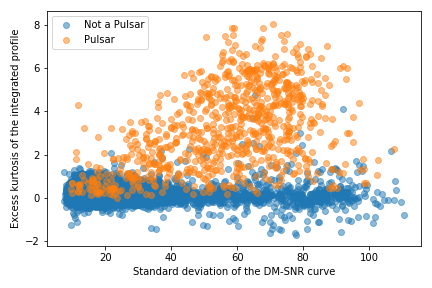 Not a Pulsar
Pulsar
Excess kurtosis of the integrated profile
8
6
4
2
0
−2
20
40
60
80
100
Standard deviation of the DM-SNR curve